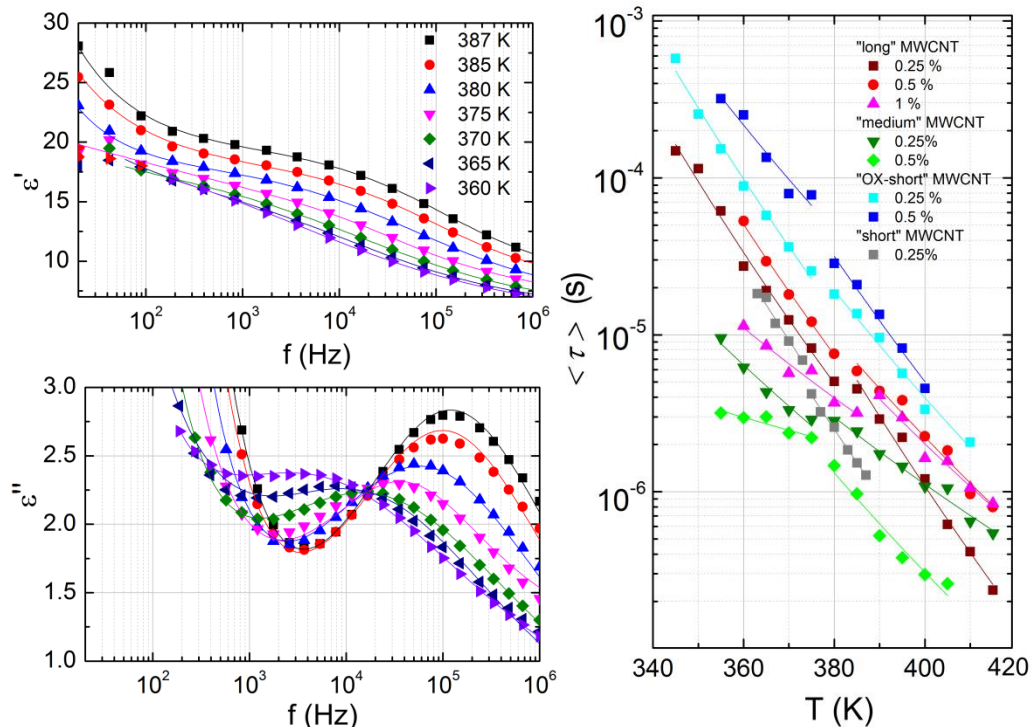 30
25
20
15
10
ε'
387 K
385 K
380 K
375 K
370 K
365 K
360 K
10² 10³ 10⁴ 10⁵ 10⁶
f (Hz)
3.0
2.5
2.0
1.5
1.0
ε''
10² 10³ 10⁴ 10⁵ 10⁶
f (Hz)
10⁻³
10⁻⁴
10⁻⁵
10⁻⁶
< τ > (s)
"long" MWCNT
0.25 %
0.5 %
1 %
"medium" MWCNT
0.25%
0.5%
"OX-short" MWCNT
0.25 %
0.5 %
"short" MWCNT
0.25%
340 360 380 400 420
T (K)